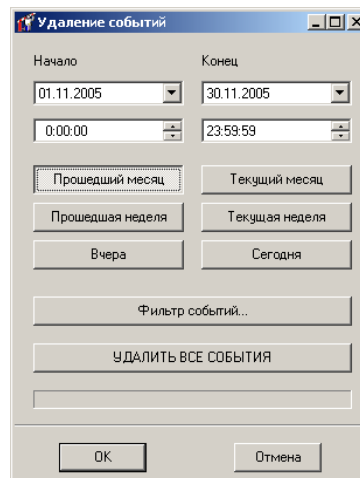 Удаление событий
Начало Конец
01.11.2005 30.11.2005
0:00:00 23:59:59
Прошедший месяц Текущий месяц
Прошедшая неделя Текущая неделя
Вчера Сегодня
Фильтр событий...
УДАЛИТЬ ВСЕ СОБЫТИЯ
OK Отмена